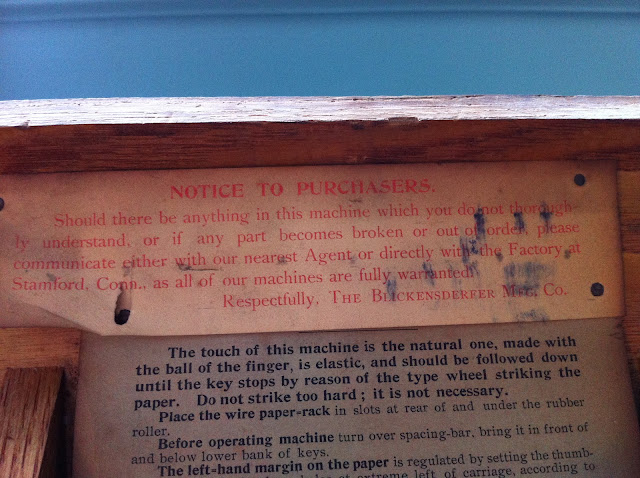 NOTICE TO PURCHASERS.
Should there be anything in this machine which you do not thorough-
ly understand, or if any part becomes broken or out of order, please
communicate either with our nearest Agent or directly with the Factory at
Stamford, Conn., as all of our machines are fully warranted.
Respectfully, THE BLICKENSDERFER MFG. CO.
The touch of this machine is the natural one, made with
the ball of the finger, is elastic, and should be followed down
until the key stops by reason of the type wheel striking the
paper. Do not strike too hard; it is not necessary.
Place the wire paper-rack in slots at rear of and under the rubber
roller.
Before operating machine turn over spacing-bar, bring it in front of
and below lower bank of keys.
The left-hand margin on the paper is regulated by setting the thumb-
at extreme left of carriage, according to